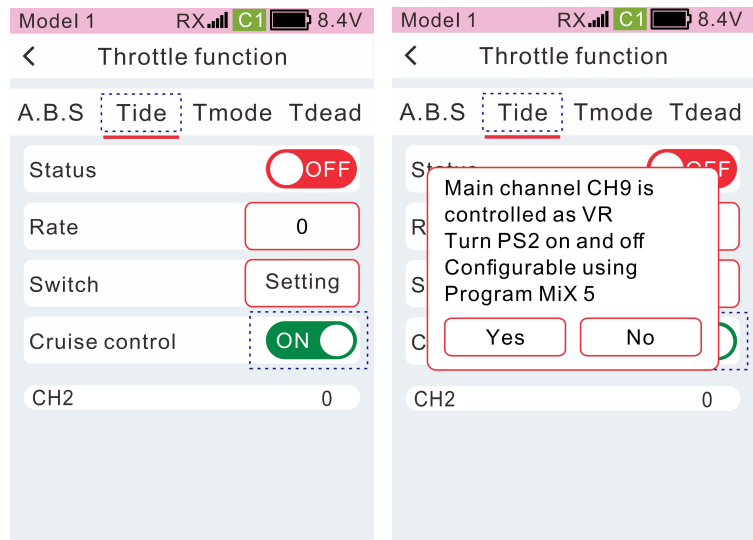 Model 1 RX C1 8.4V
Throttle function
A.B.S Tide Tmode Tdead
Status OFF
Rate 0
Switch Setting
Cruise control ON
CH2 0
Model 1 RX C1 8.4V
Throttle function
A.B.S Tide Tmode Tdead
Main channel CH9 is
controlled as VR
Turn PS2 on and off
Configurable using
Program MiX 5
Yes No
CH2 0